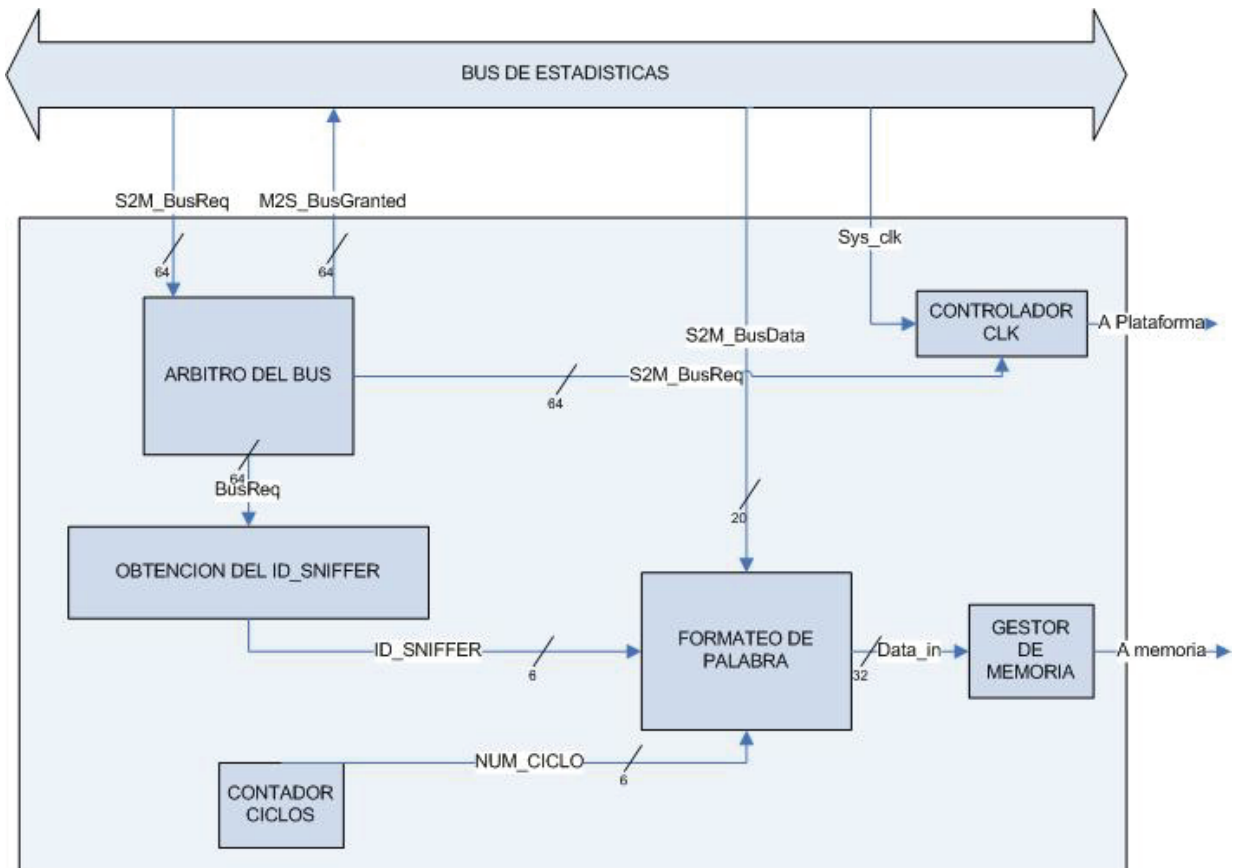 BUS DE ESTADISTICAS
S2M_BusReq
M2S_BusGranted
Sys_clk
64
64
CONTROLADOR
CLK
A Plataforma
S2M_BusData
ARBITRO DEL BUS
S2M_BusReq
64
64
BusReq
20
OBTENCION DEL ID_SNIFFER
FORMATEO DE
PALABRA
GESTOR
DE
MEMORIA
ID_SNIFFER
6
Data_in
32
A memoria
NUM_CICLO
6
CONTADOR
CICLOS